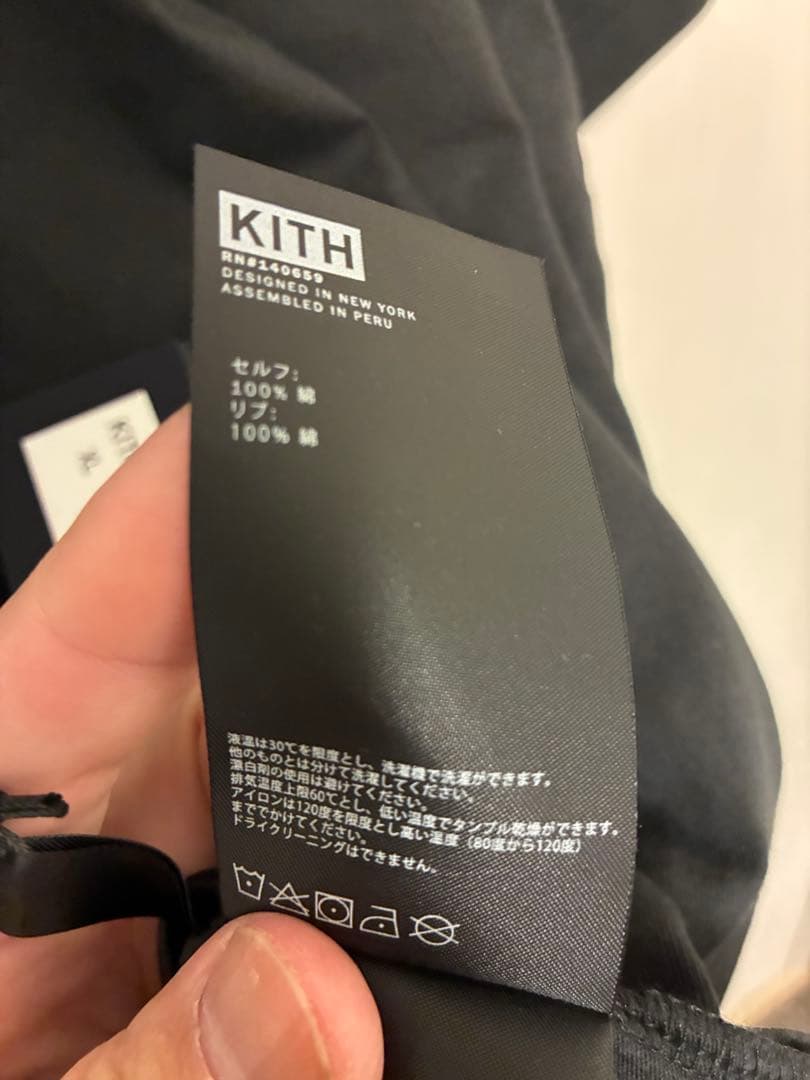 KITH
RN#140659
DESIGNED IN NEW YORK
ASSEMBLED IN PERU
セルフ:
100% 綿
リブ:
100% 綿
液温は30℃を限度とし、洗濯機で洗濯ができます。
他のものとは分けて洗濯してください。
漂白剤の使用は避けてください。
排気温度上限60℃とし、低い温度でタンブル乾燥ができます。
アイロンは120度を限度とし高い温度（80度から120度）
まででかけてください。
ドライクリーニングはできません。
KIT